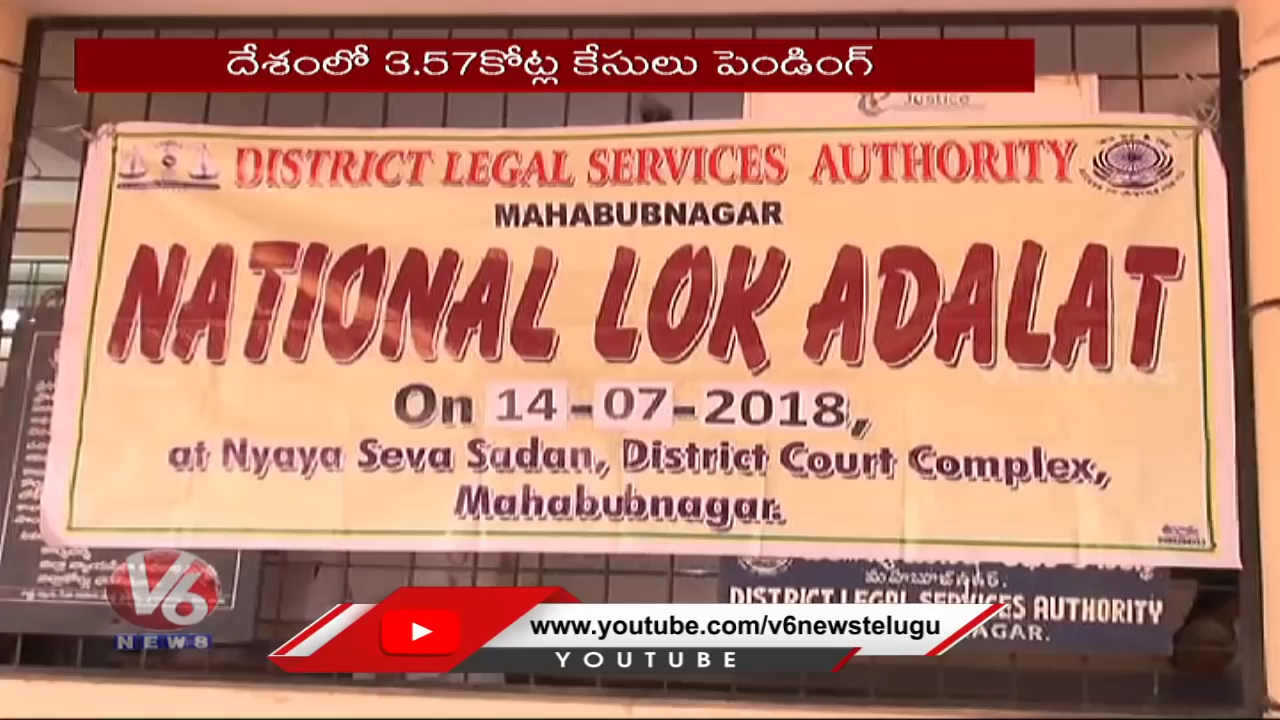 దేశంలో 3.57కోట్ల కేసులు పెండింగ్
Justice
DISTRICT LEGAL SERVICES AUTHORITY
MAHABUBNAGAR
NATIONAL LOK ADALAT
On 14-07-2018,
at Nyaya Seva Sadan, District Court Complex,
Mahabubnagar.
V6 NEWS
DISTRICT LEGAL SERVICES AUTHORITY
www.youtube.com/v6newstelugu
YOUTUBE